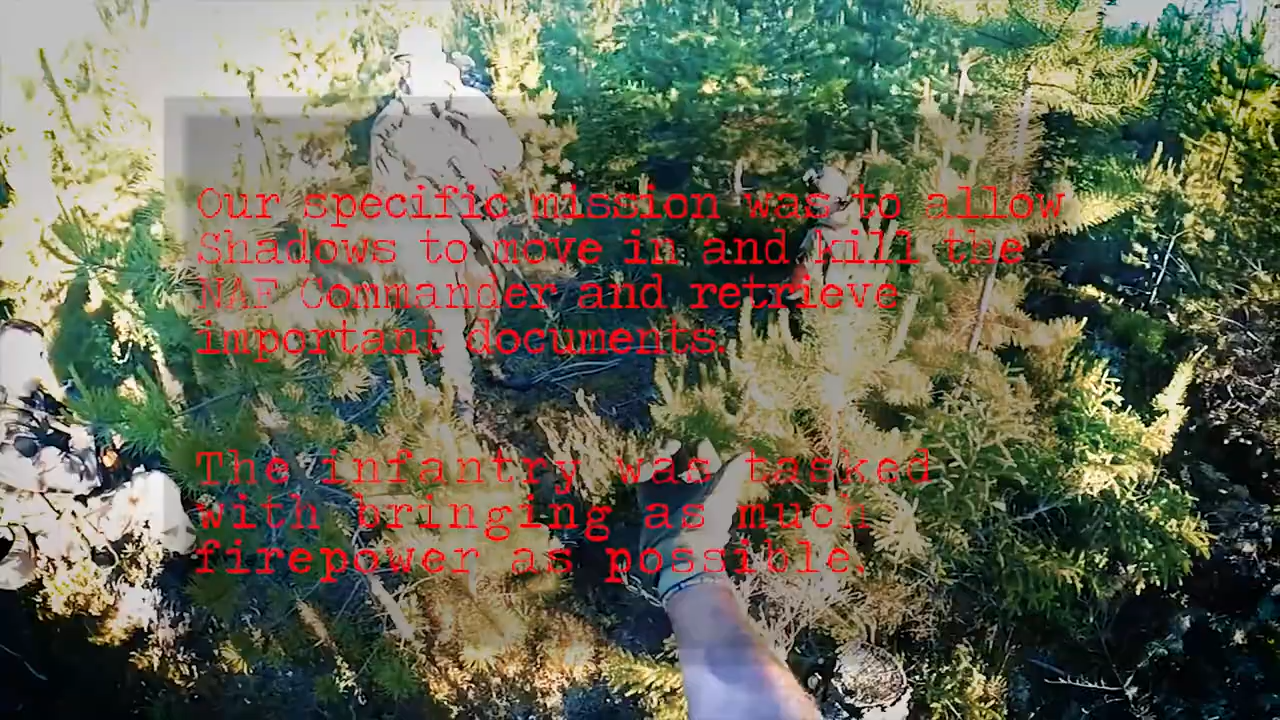 Our specific mission was to allow
Shadows to move in and kill the
NAF Commander and retrieve
important documents.
The infantry was tasked
with bringing as much
firepower as possible.